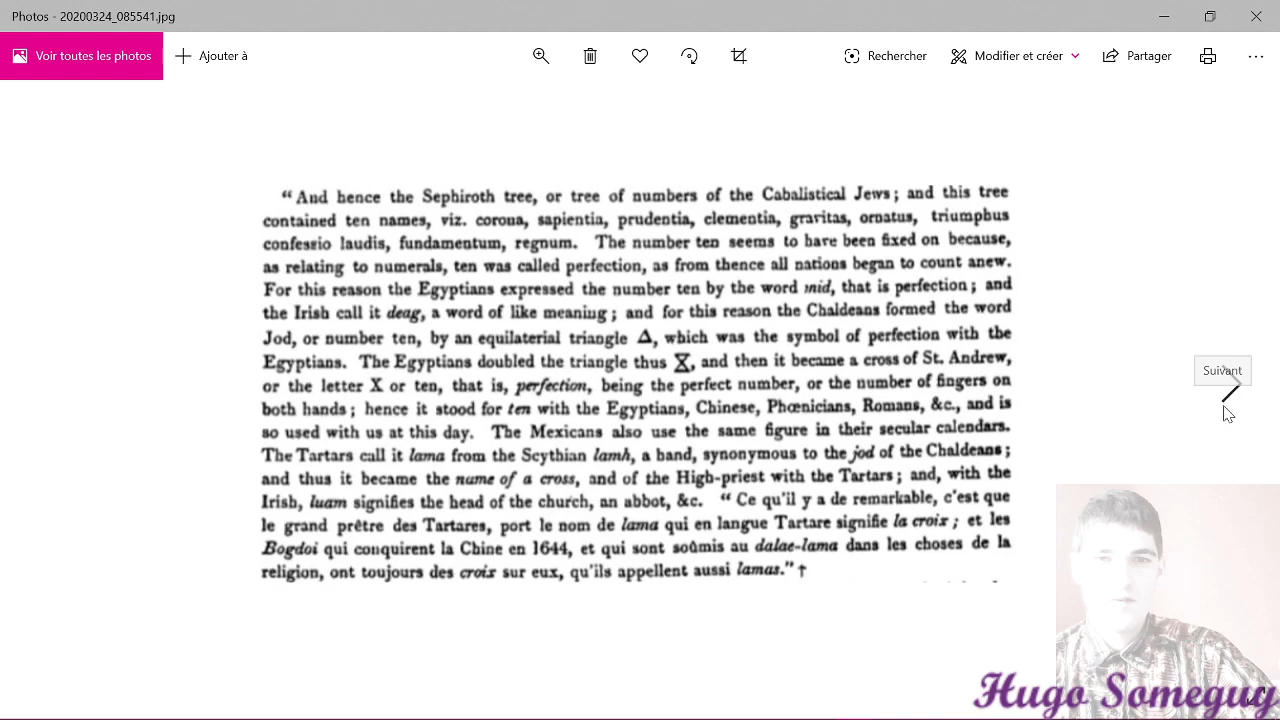 Photos - 20200324_085541.jpg
Voir toutes les photos
Ajouter à
Rechercher
Modifier et créer
Partager
“And hence the Sephiroth tree, or tree of numbers of the Cabalistical Jews; and this tree
contained ten names, viz. corona, sapientia, prudentia, clementia, gravitas, ornatus, triumphus
confessio laudis, fundamentum, regnum. The number ten seems to have been fixed on because,
as relating to numerals, ten was called perfection, as from thence all nations began to count anew.
For this reason the Egyptians expressed the number ten by the word mid, that is perfection; and
the Irish call it deag, a word of like meaning; and for this reason the Chaldeans formed the word
Jod, or number ten, by an equilateral triangle Δ, which was the symbol of perfection with the
Egyptians. The Egyptians doubled the triangle thus ⧖, and then it became a cross of St. Andrew,
or the letter X or ten, that is, perfection, being the perfect number, or the number of fingers on
both hands; hence it stood for ten with the Egyptians, Chinese, Phœnicians, Romans, &c., and is
so used with us at this day. The Mexicans also use the same figure in their secular calendars.
The Tartars call it lama from the Scythian lamh, a band, synonymous to the jod of the Chaldeans;
and thus it became the name of a cross, and of the High-priest with the Tartars; and, with the
Irish, luam signifies the head of the church, an abbot, &c. “ Ce qu'il y a de remarkable, c'est que
le grand prêtre des Tartares, port le nom de lama qui en langue Tartare signifie la croix; et les
Bogdoi qui conquirent la Chine en 1644, et qui sont soûmis au dalae-lama dans les choses de la
religion, ont toujours des croix sur eux, qu'ils appellent aussi lamas.” †
Suivant
Hugo Someguy